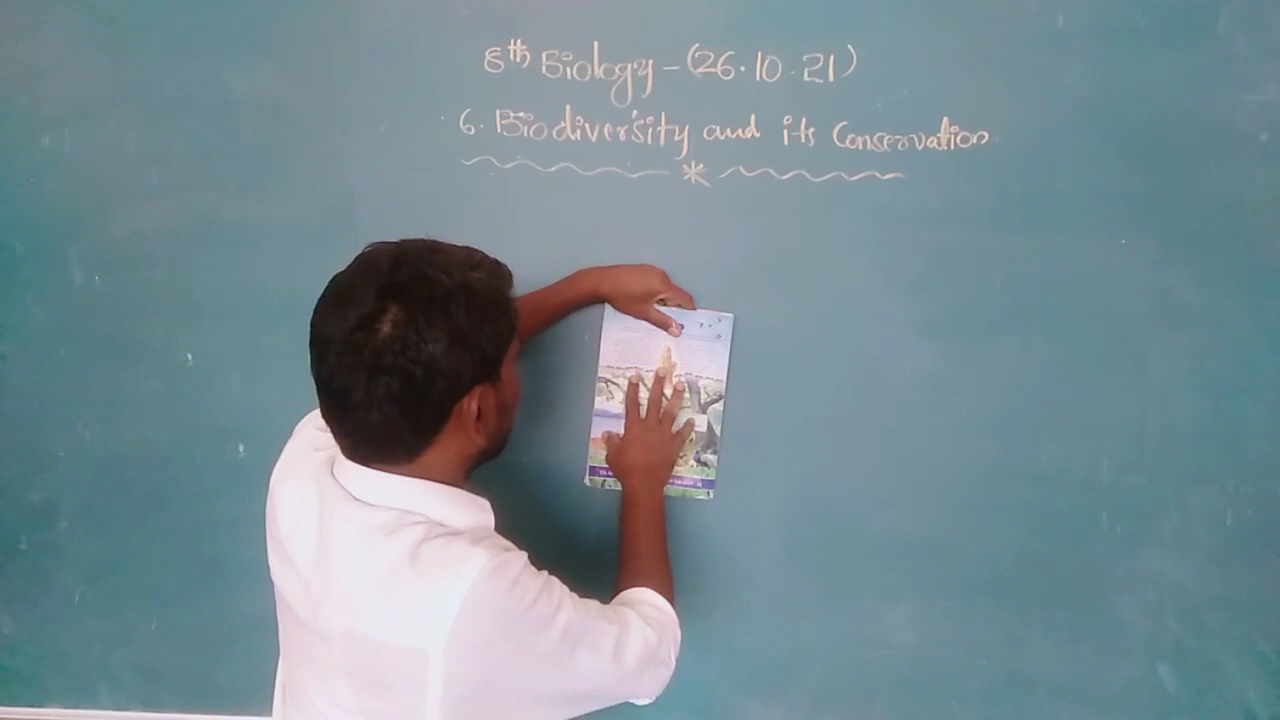 8th Biology - (26.10.21)
6. Biodiversity and its Conservation